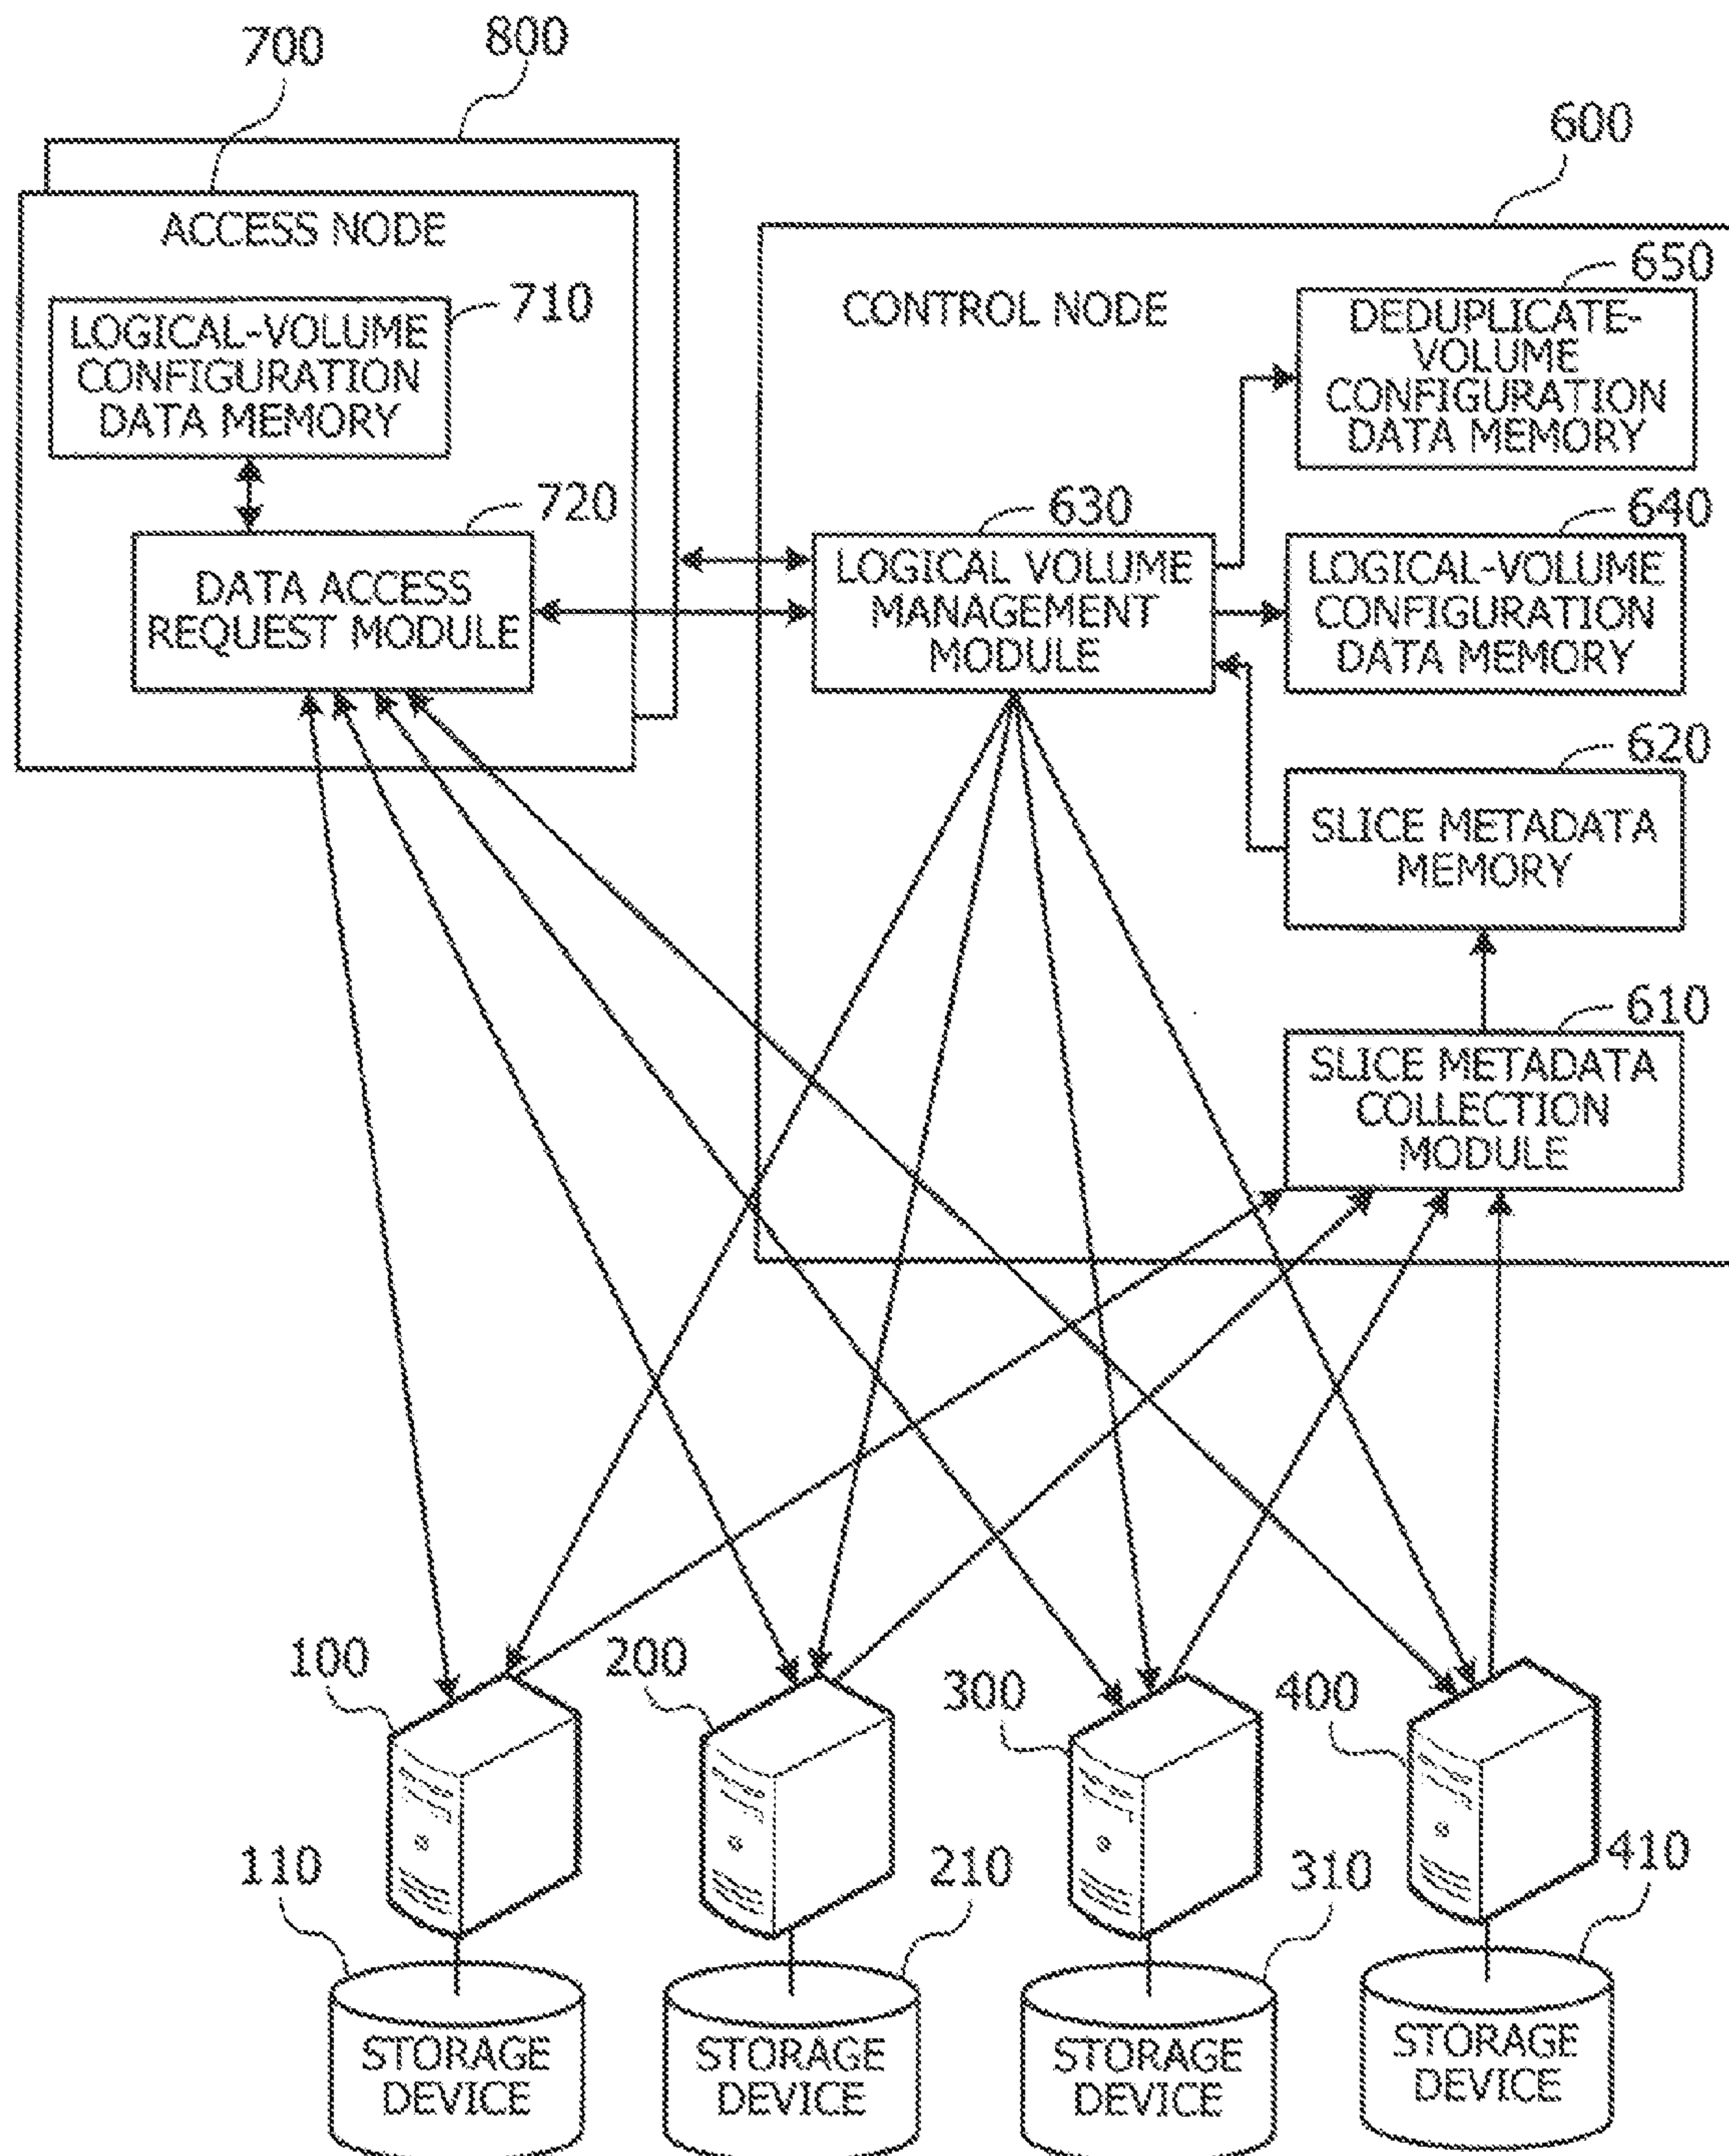 700
800
600
ACCESS NODE
710
LOGICAL-VOLUME
CONFIGURATION
DATA MEMORY
720
DATA ACCESS
REQUEST MODULE
CONTROL NODE
650
DEDUPLICATE-
VOLUME
CONFIGURATION
DATA MEMORY
630
LOGICAL VOLUME
MANAGEMENT
MODULE
640
LOGICAL-VOLUME
CONFIGURATION
DATA MEMORY
620
SLICE METADATA
MEMORY
610
SLICE METADATA
COLLECTION
MODULE
100
200
300
400
110
210
310
410
STORAGE
DEVICE
STORAGE
DEVICE
STORAGE
DEVICE
STORAGE
DEVICE